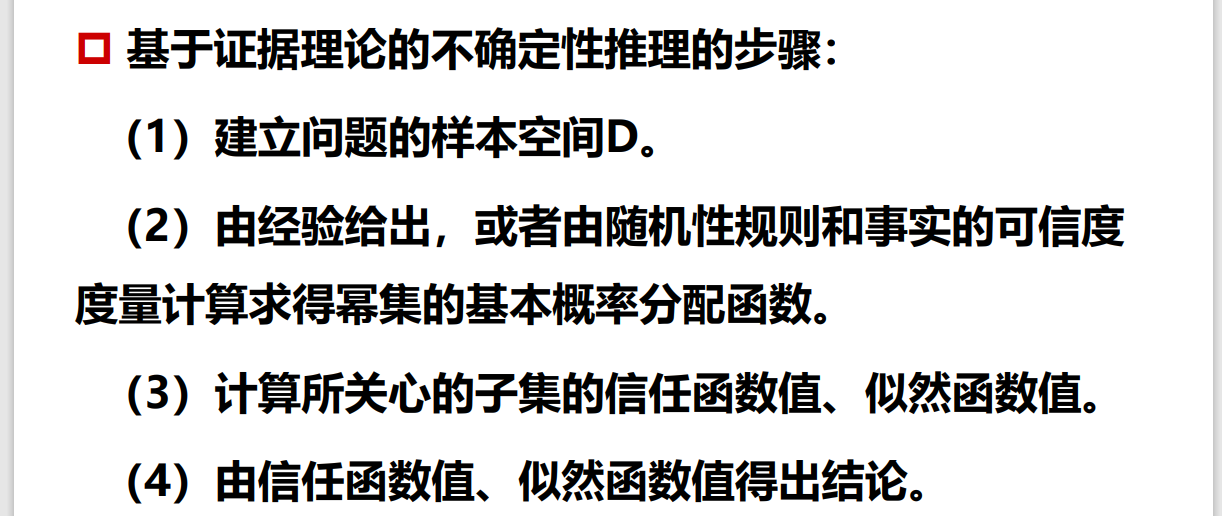 基于证据理论的不确定性推理的步骤：
（1）建立问题的样本空间D。
（2）由经验给出，或者由随机性规则和事实的可信度
度量计算求得幂集的基本概率分配函数。
（3）计算所关心的子集的信任函数值、似然函数值。
（4）由信任函数值、似然函数值得出结论。